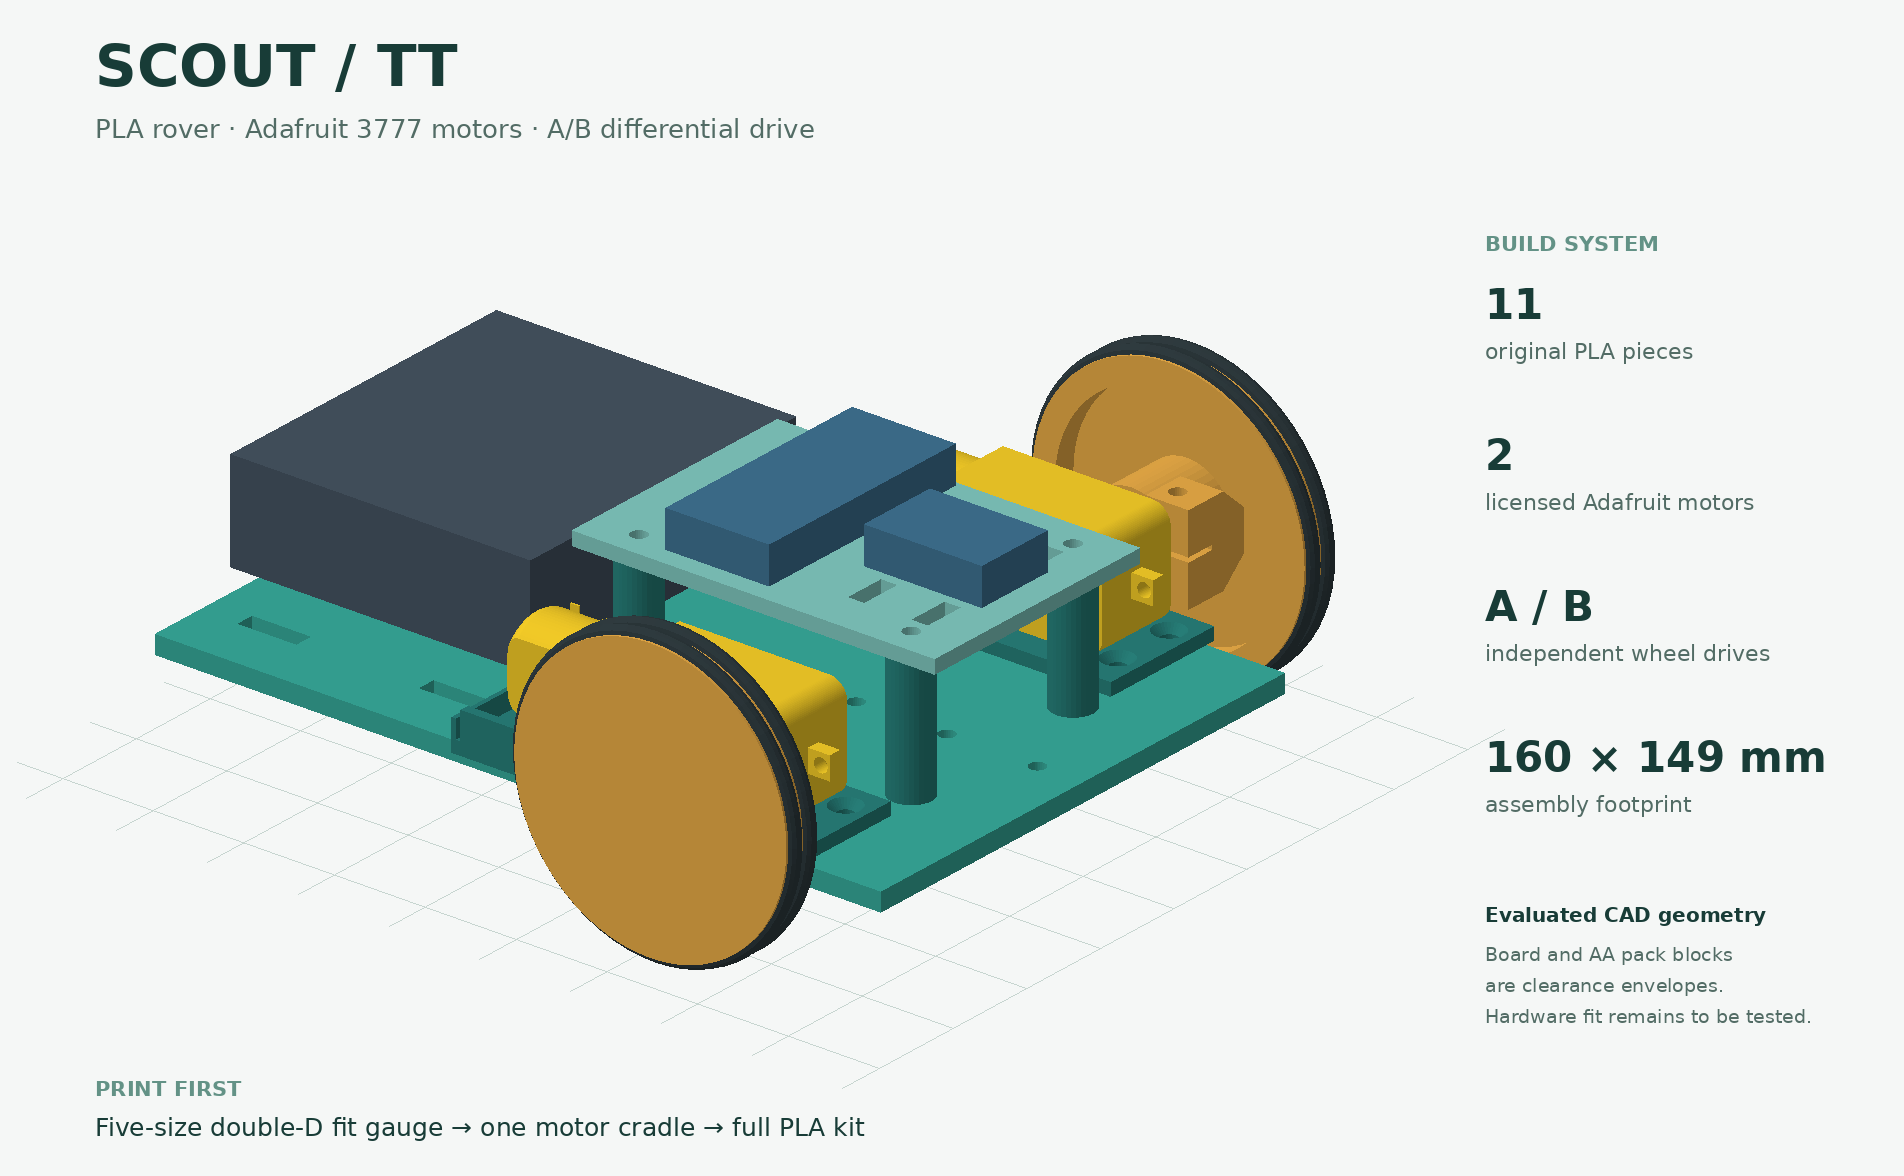 SCOUT / TT
PLA rover · Adafruit 3777 motors · A/B differential drive
BUILD SYSTEM
11
original PLA pieces
2
licensed Adafruit motors
A / B
independent wheel drives
160 × 149 mm
assembly footprint
Evaluated CAD geometry
Board and AA pack blocks
are clearance envelopes.
Hardware fit remains to be tested.
PRINT FIRST
Five-size double-D fit gauge → one motor cradle → full PLA kit